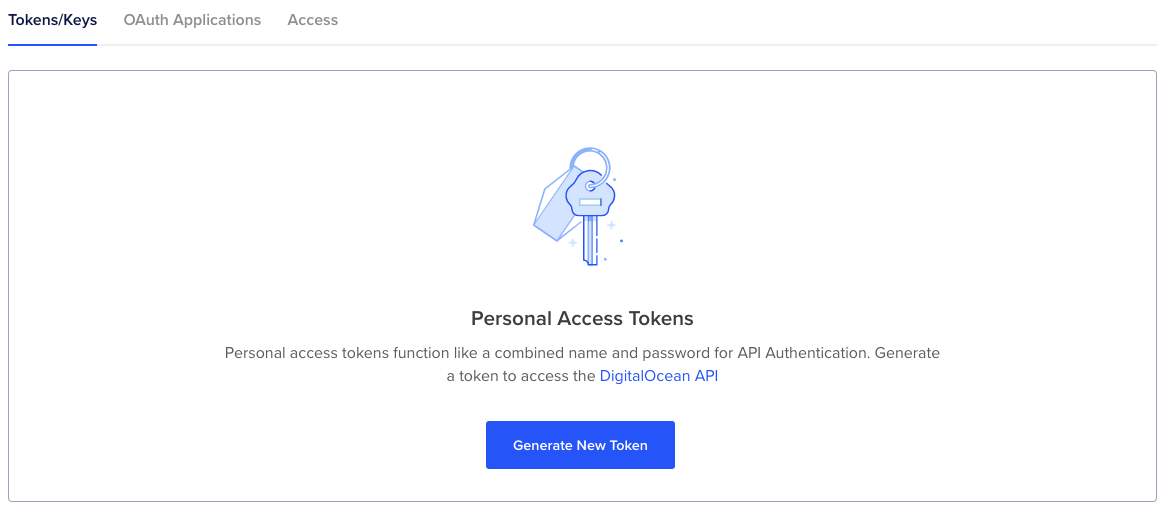 Tokens/Keys OAuth Applications Access
Personal Access Tokens
Personal access tokens function like a combined name and password for API Authentication. Generate
a token to access the DigitalOcean API
Generate New Token